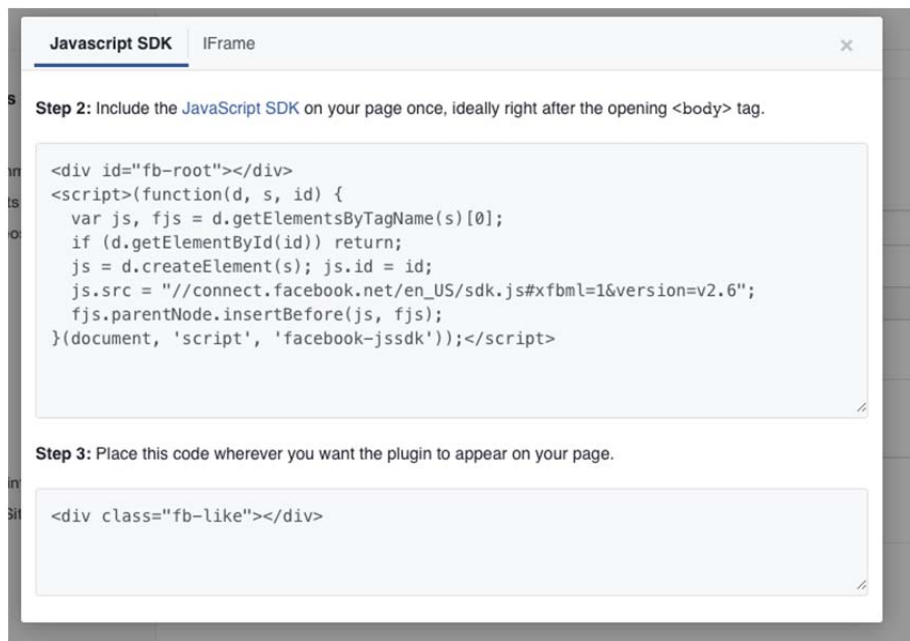 Javascript SDK IFrame ×
Step 2: Include the JavaScript SDK on your page once, ideally right after the opening <body> tag.
<div id="fb-root"></div>
<script>(function(d, s, id) {
  var js, fjs = d.getElementsByTagName(s)[0];
  if (d.getElementById(id)) return;
  js = d.createElement(s); js.id = id;
  js.src = "//connect.facebook.net/en_US/sdk.js#xfbml=1&version=v2.6";
  fjs.parentNode.insertBefore(js, fjs);
}(document, 'script', 'facebook-jssdk'));</script>
Step 3: Place this code wherever you want the plugin to appear on your page.
<div class="fb-like"></div>